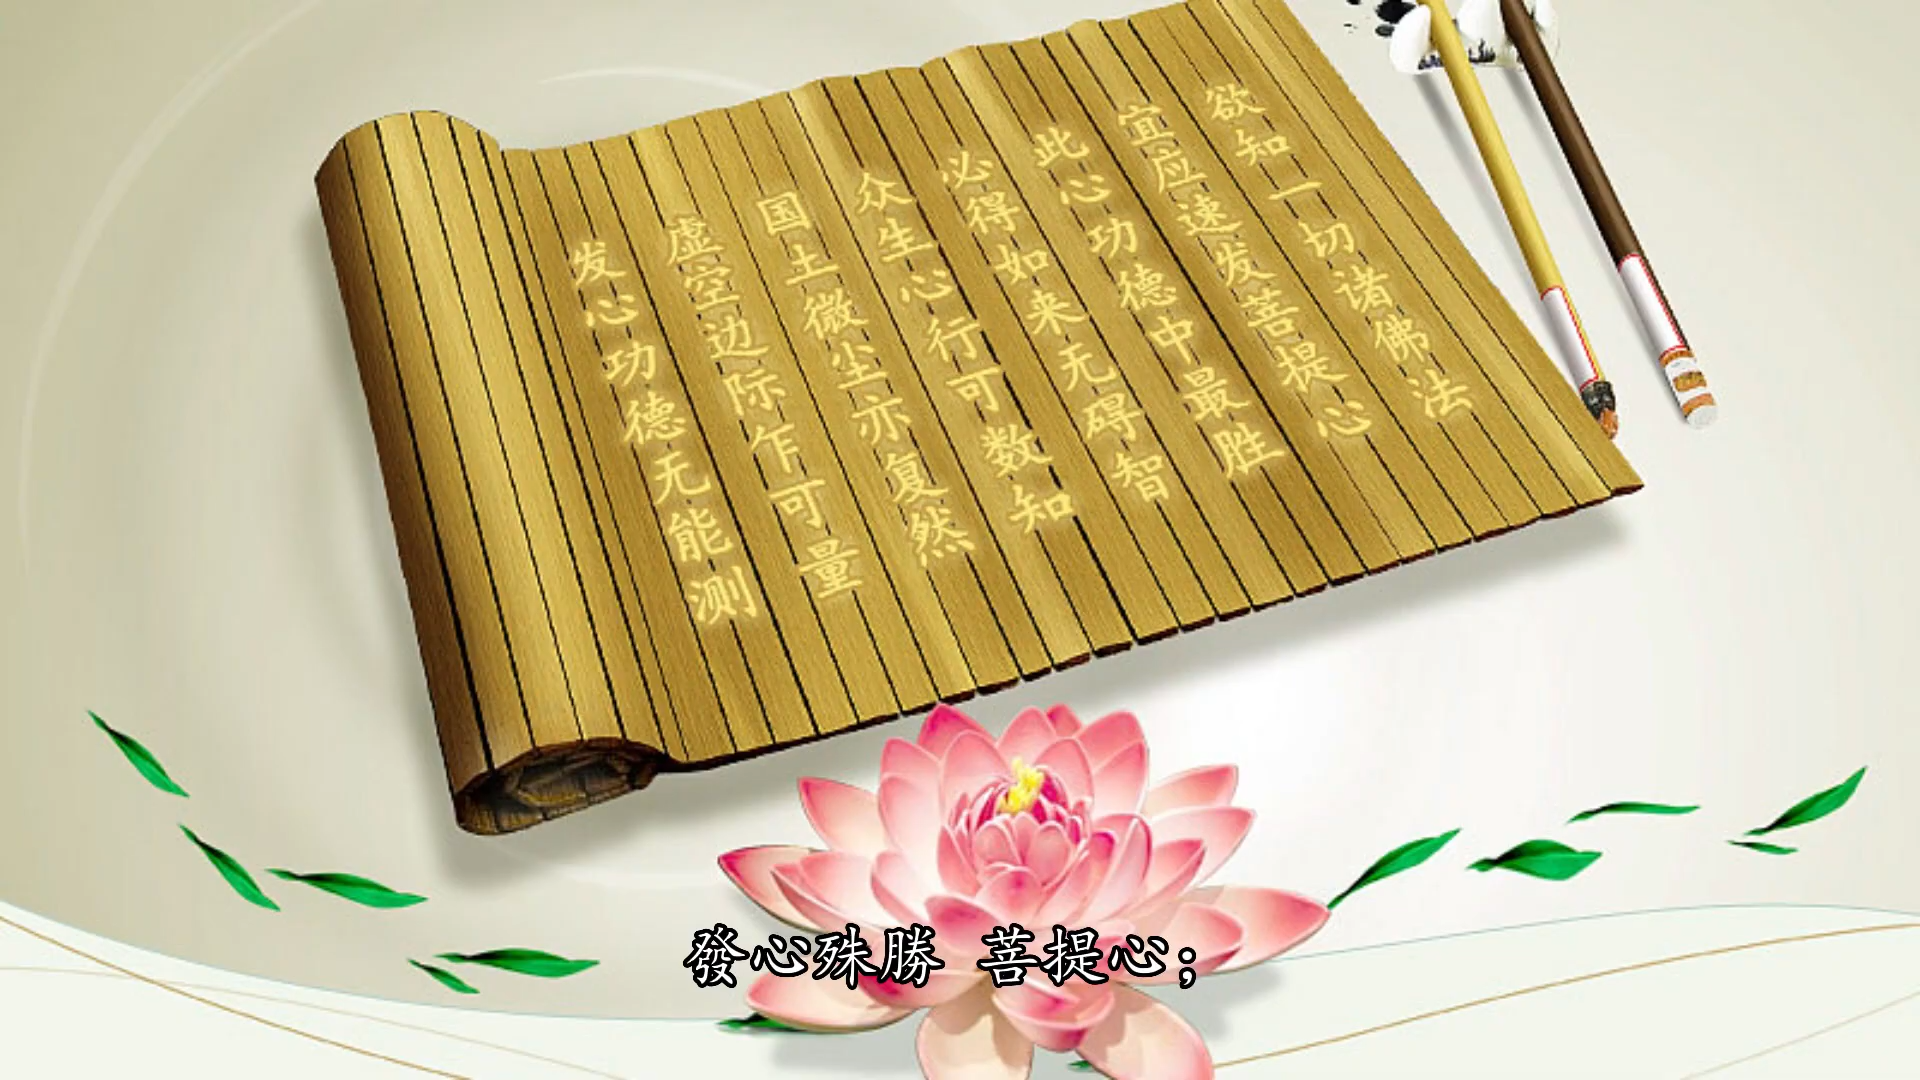 欲知一切诸佛法
宜应速发菩提心
此心功德中最胜
必得如来无碍智
众生心行可数知
国土微尘亦复然
虚空边际乍可量
发心功德无能测
發心殊勝 菩提心;